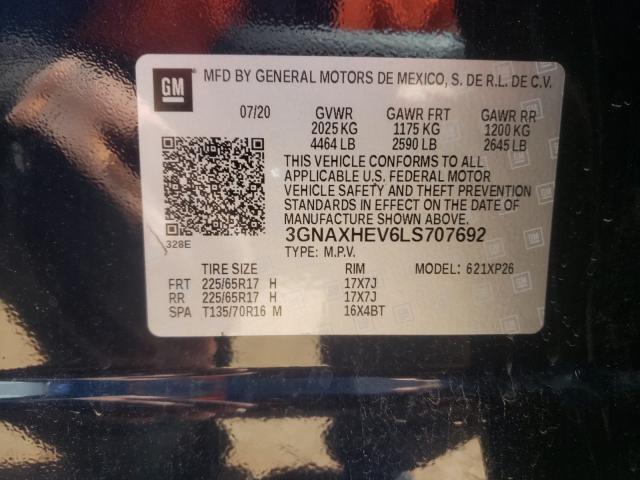 GM MFD BY GENERAL MOTORS DE MEXICO, S. DE R.L. DE C.V.
07/20 GVWR GAWR FRT GAWR RR
2025 KG 1175 KG 1200 KG
4464 LB 2590 LB 2645 LB
THIS VEHICLE CONFORMS TO ALL
APPLICABLE U.S. FEDERAL MOTOR
VEHICLE SAFETY AND THEFT PREVENTION
STANDARDS IN EFFECT ON THE DATE OF
MANUFACTURE SHOWN ABOVE.
3GNAXHEV6LS707692
328E
TYPE: M.P.V.
TIRE SIZE RIM MODEL: 621XP26
FRT 225/65R17 H 17X7J
RR 225/65R17 H 17X7J
SPA T135/70R16 M 16X4BT